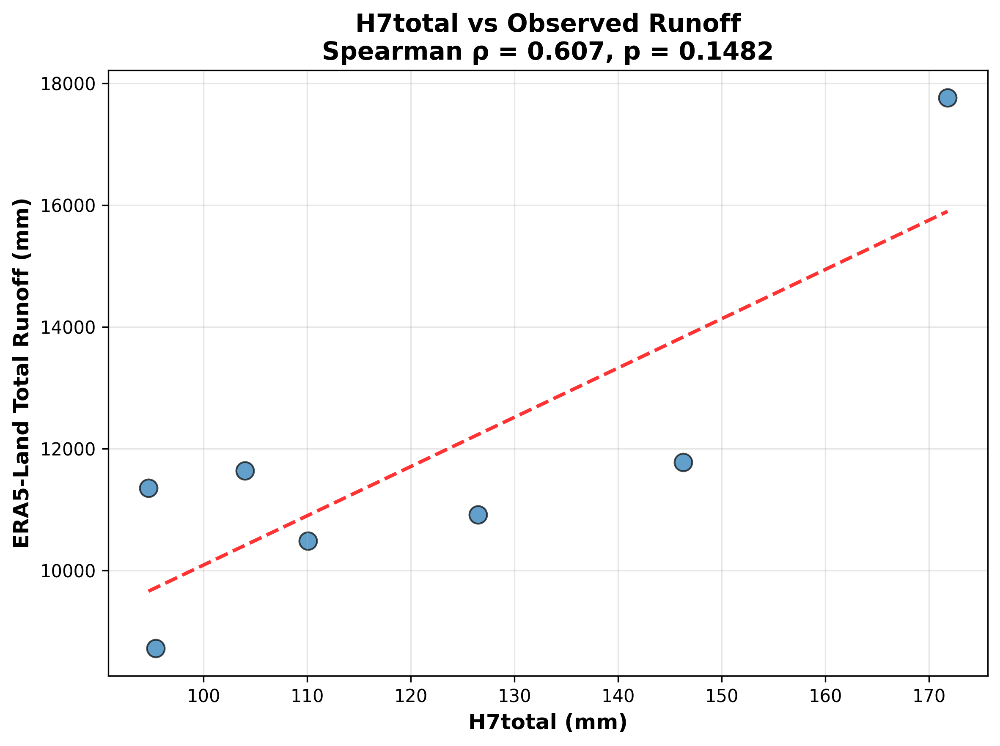 H7total vs Observed Runoff
Spearman ρ = 0.607, p = 0.1482
ERA5-Land Total Runoff (mm)
18000
16000
14000
12000
10000
100 110 120 130 140 150 160 170
H7total (mm)